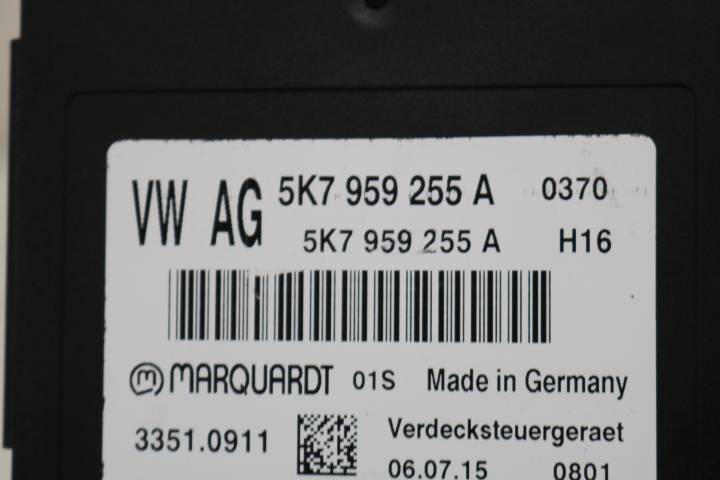 VW AG 5K7 959 255 A 0370
5K7 959 255 A H16
MARQUARDT 01S Made in Germany
3351.0911 Verdecksteuergeraet
06.07.15 0801